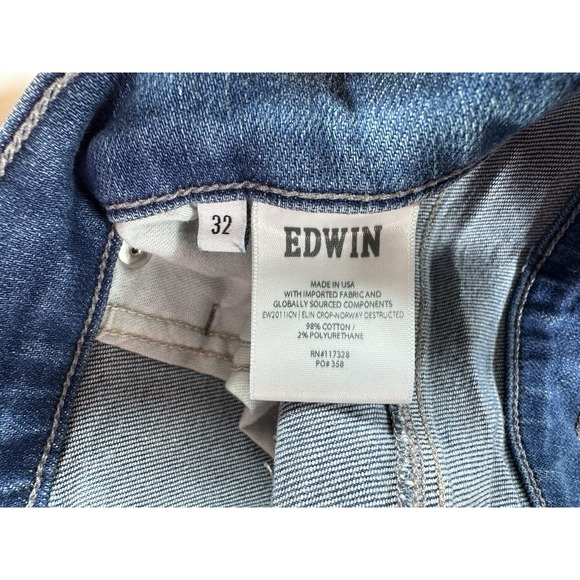 32
EDWIN
MADE IN USA
WITH IMPORTED FABRIC AND
GLOBALLY SOURCED COMPONENTS
EW2011ICN | ELIN CROP-NORWAY DESTRUCTED
98% COTTON /
2% POLYURETHANE
RN#117328
PO# 358